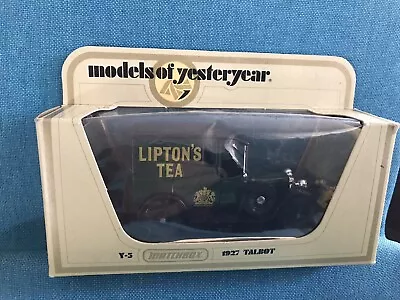 models of yesteryear
LIPTON'S
TEA
Y-5 MATCHBOX 1927 TALBOT